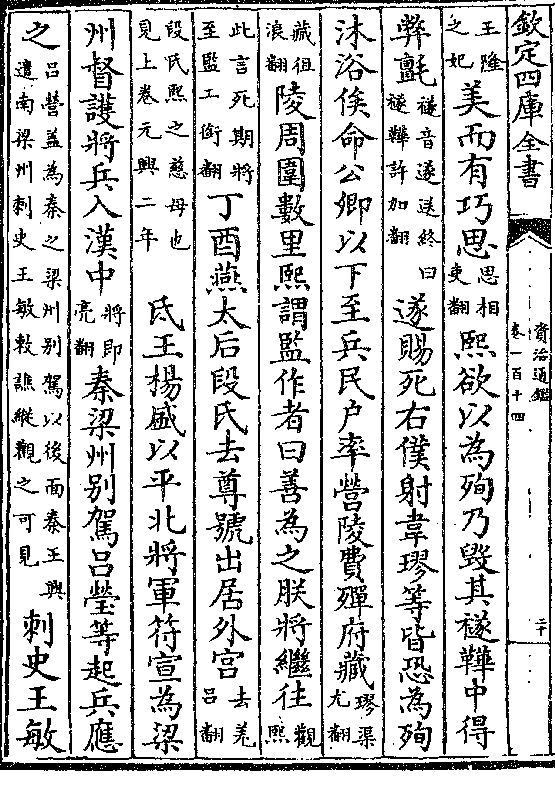 欽定四庫全書
資治通鑑
卷一百十四
二十
王隆之妃美而有巧思思相吏翻熙欲以為殉乃毀其襚鞾中得
弊氈襚音遂送終曰襚鞾許加翻遂賜死右僕射韋璆等皆恐為殉
沐浴俟命公卿以下至兵民户率營陵費殫府藏璆渠尤翻
藏徂浪翻陵周圍數里熙謂監作者曰善為之朕將繼往觀熙
此言死期將至監工銜翻丁酉燕太后段氏去尊號出居外宫去羌吕翻
段氏熙之慈母也見上卷元興二年氐王楊盛以平北將軍符宣為梁
州督護將兵入漢中將即亮翻秦梁州别駕吕瑩等起兵應
之吕瑩盖為秦之梁州别駕以後面秦王興遣南梁州刺史王敏救譙縱觀之可見刺史王敏